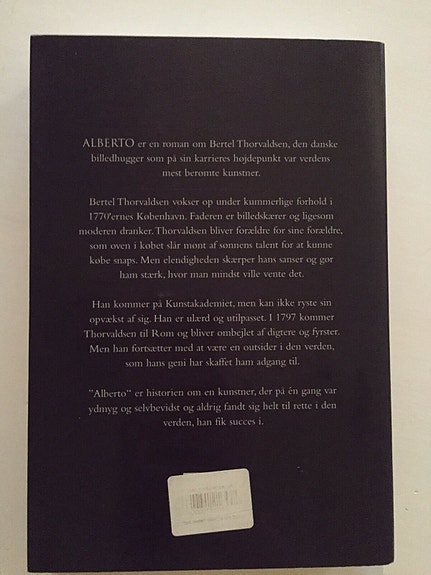 ALBERTO er en roman om Bertel Thorvaldsen, den danske
billedhugger som på sin karrieres højdepunkt var verdens
mest berømte kunstner.
Bertel Thorvaldsen vokser op under kummerlige forhold i
1770'ernes København. Faderen er billedskærer og ligesom
moderen dranker. Thorvaldsen bliver forældre for sine forældre,
som oven i købet slår mønt af sønnens talent for at kunne
købe snaps. Men elendigheden skærper hans sanser og gør
ham stærk, hvor man mindst ville vente det.
Han kommer på Kunstakademiet, men kan ikke ryste sin
opvækst af sig. Han er ulærd og utilpasset. I 1797 kommer
Thorvaldsen til Rom og bliver ombejlet af digtere og fyrster.
Men han fortsætter med at være en outsider i den verden,
som hans geni har skaffet ham adgang til.
"Alberto" er historien om en kunstner, der på én gang var
ydmyg og selvbevidst og aldrig fandt sig helt til rette i den
verden, han fik succes i.